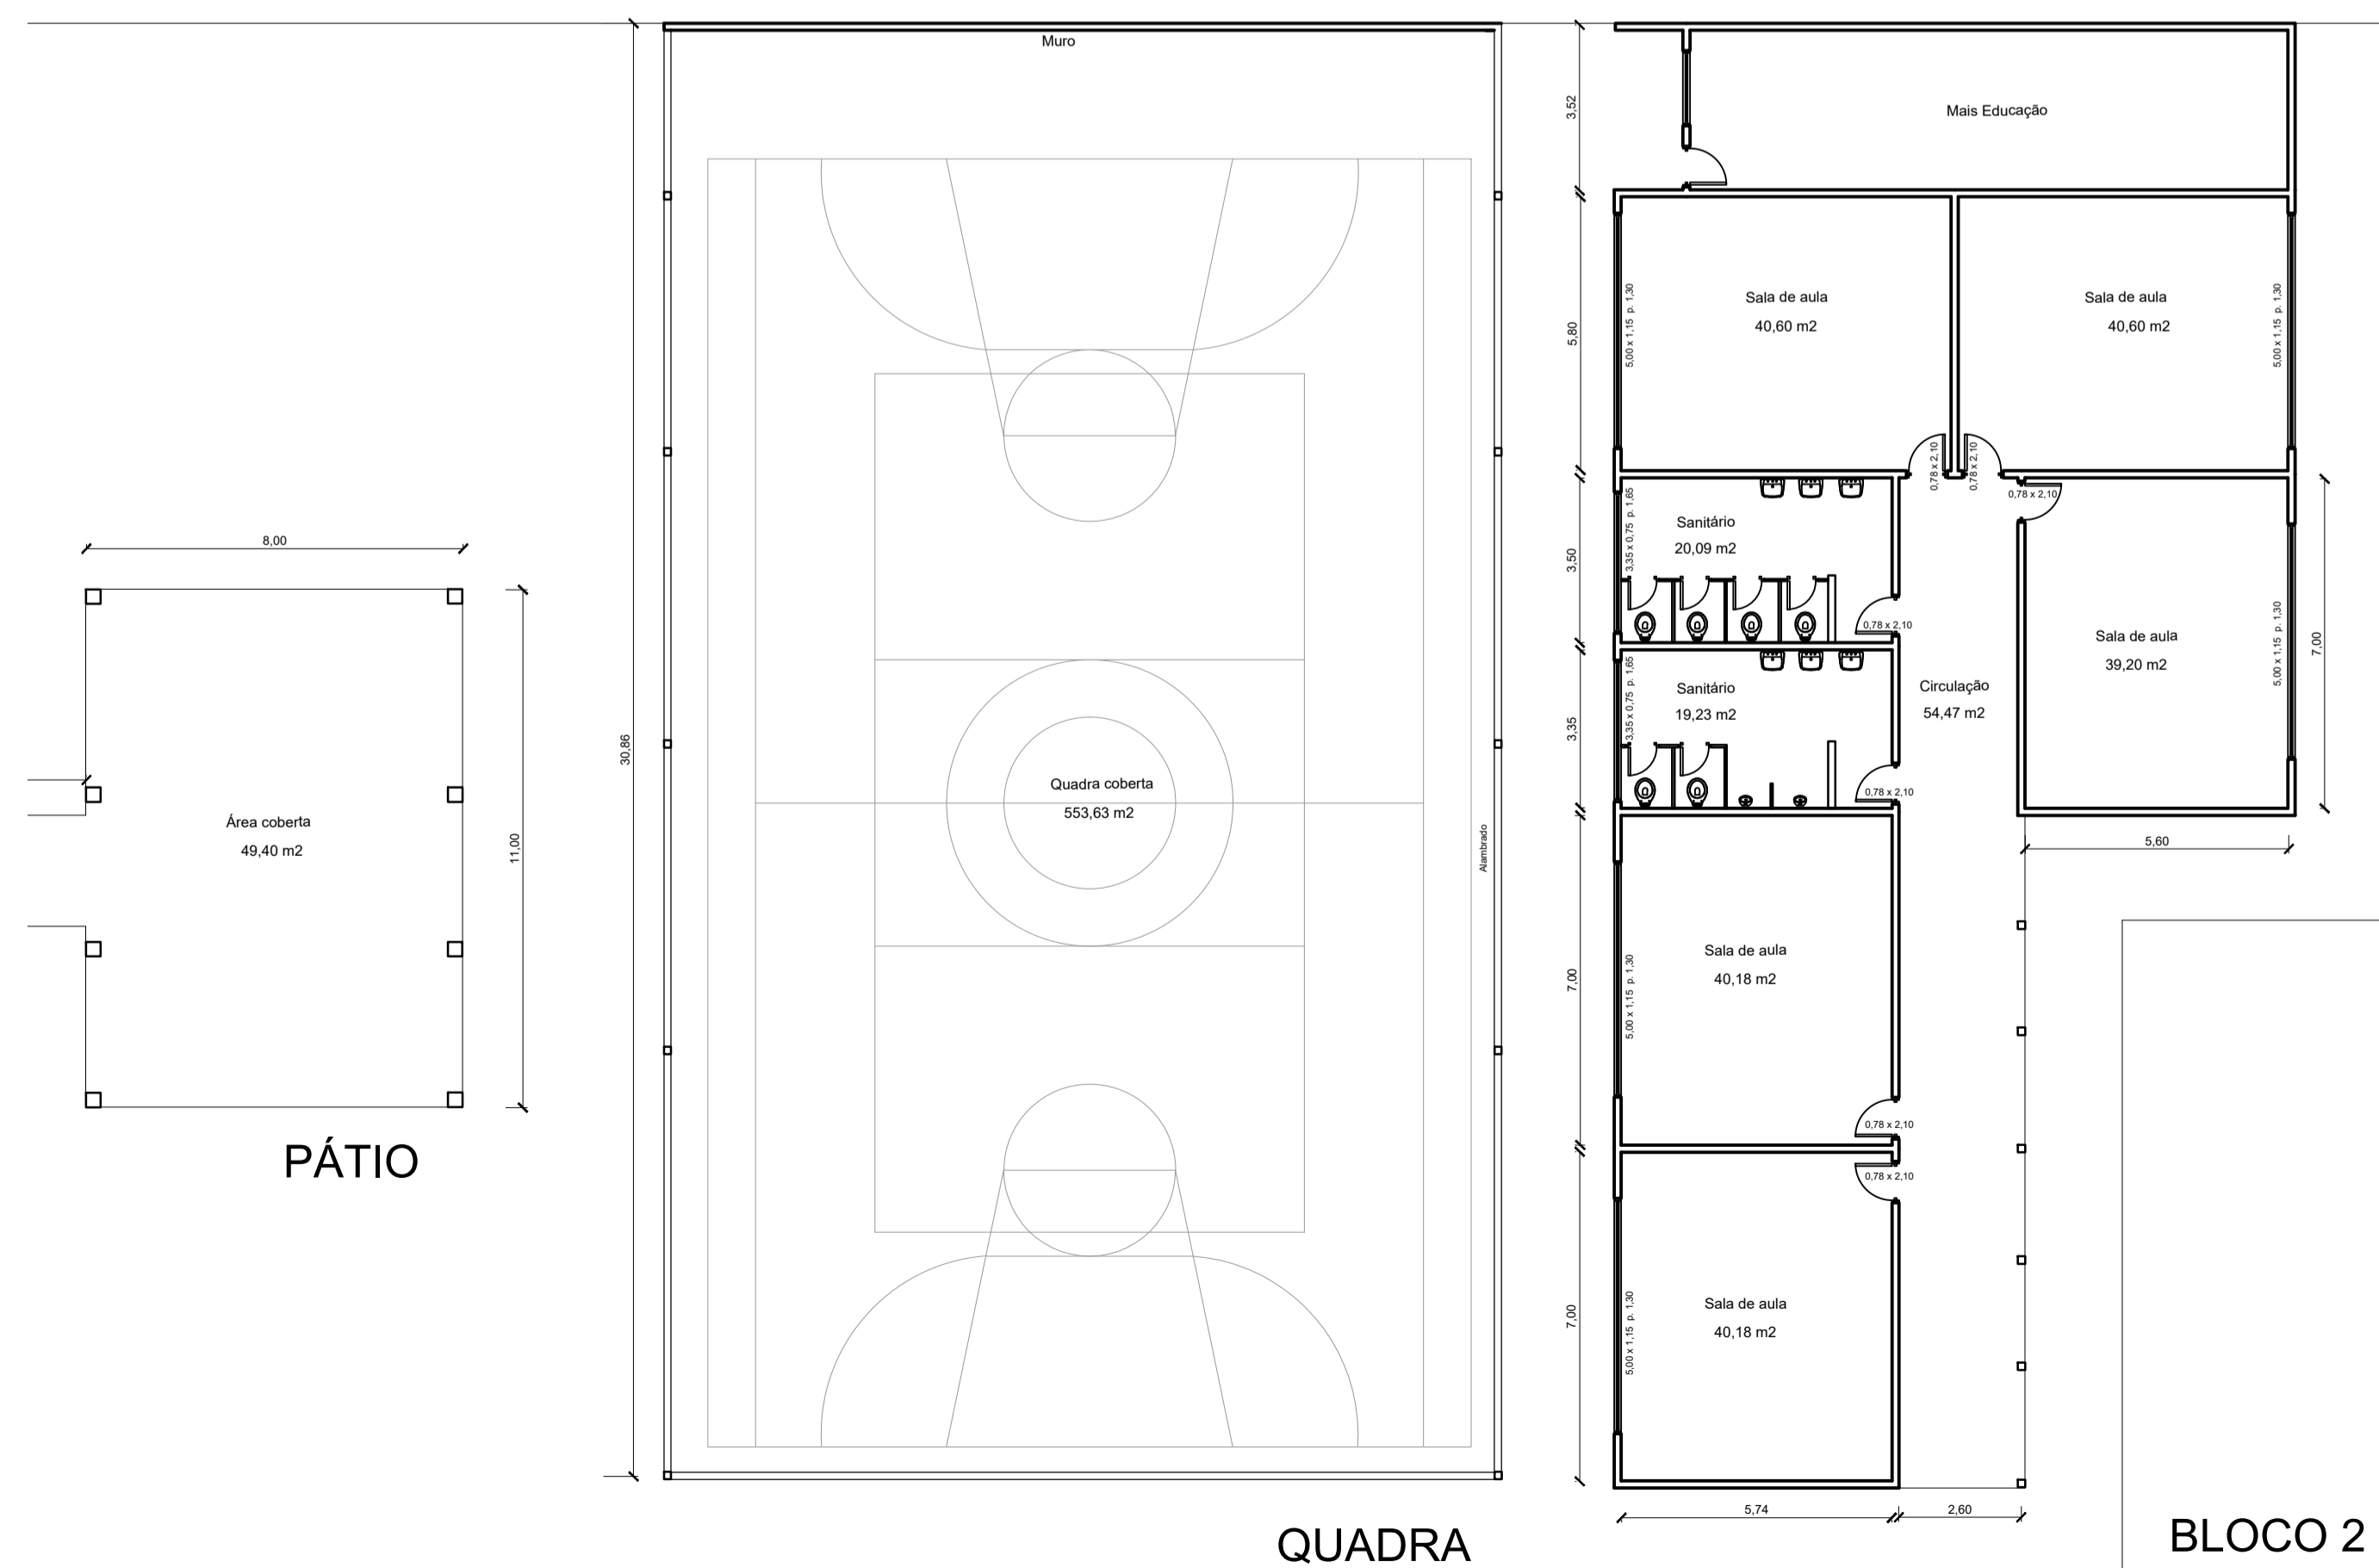 8,00
11,00
Área coberta
49,40 m2
PÁTIO
30,86
Muro
Quadra coberta
553,63 m2
Alambrado
QUADRA
3,52
5,80
3,50
3,35
7,00
7,00
Mais Educação
Sala de aula
40,60 m2
5,00 x 1,15 p. 1,30
0,78 x 2,10
Sala de aula
40,60 m2
5,00 x 1,15 p. 1,30
0,78 x 2,10
Sanitário
20,09 m2
3,35 x 0,75 p. 1,65
0,78 x 2,10
Sanitário
19,23 m2
3,35 x 0,75 p. 1,65
0,78 x 2,10
Circulação
54,47 m2
0,78 x 2,10
Sala de aula
39,20 m2
5,00 x 1,15 p. 1,30
7,00
5,60
Sala de aula
40,18 m2
5,00 x 1,15 p. 1,30
0,78 x 2,10
0,78 x 2,10
Sala de aula
40,18 m2
5,00 x 1,15 p. 1,30
5,74
2,60
BLOCO 2